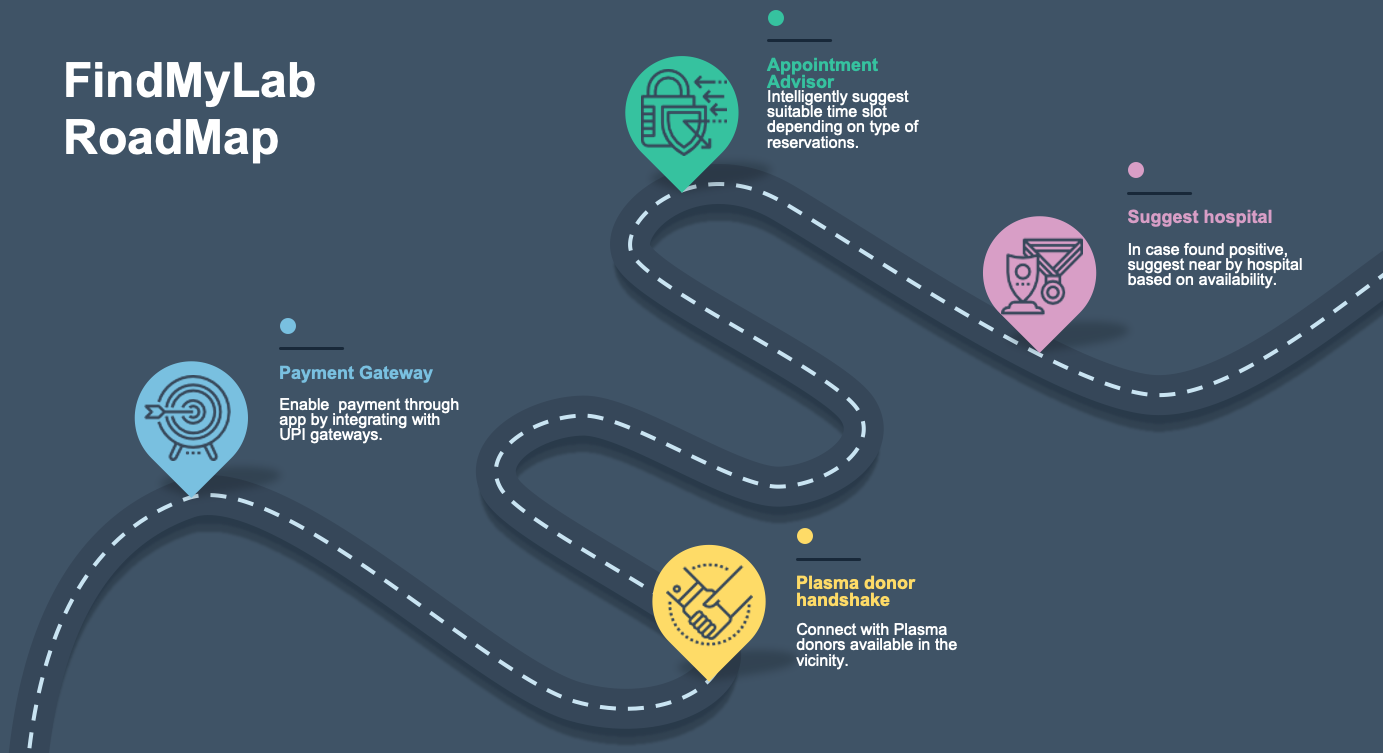 FindMyLab
RoadMap
Appointment
Advisor
Intelligently suggest
suitable time slot
depending on type of
reservations.
Suggest hospital
In case found positive,
suggest near by hospital
based on availability.
Payment Gateway
Enable  payment through
app by integrating with
UPI gateways.
Plasma donor
handshake
Connect with Plasma
donors available in the
vicinity.